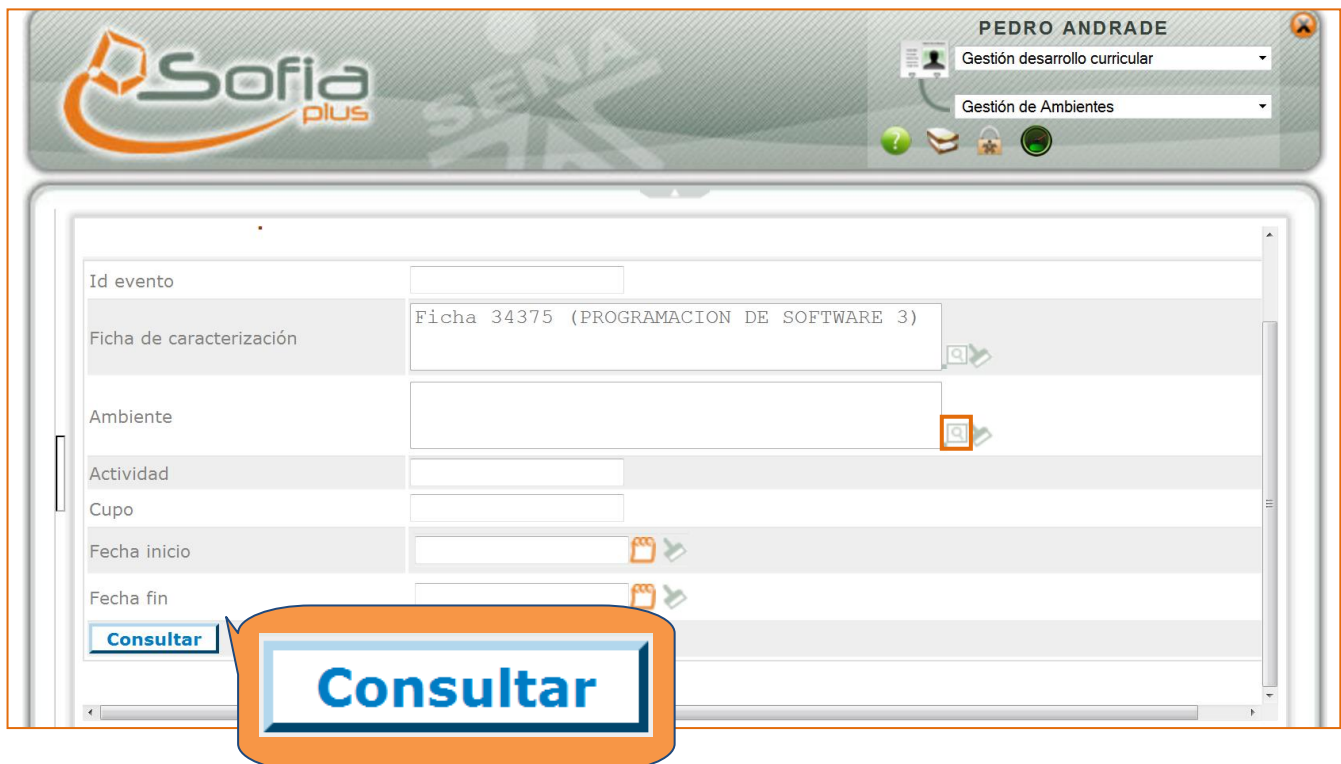 PEDRO ANDRADE
Sofia
plus
SENA
Gestión desarrollo curricular
Gestión de Ambientes
Id evento
Ficha de caracterización
Ficha 34375 (PROGRAMACION DE SOFTWARE 3)
Ambiente
Actividad
Cupo
Fecha inicio
Fecha fin
Consultar
Consultar